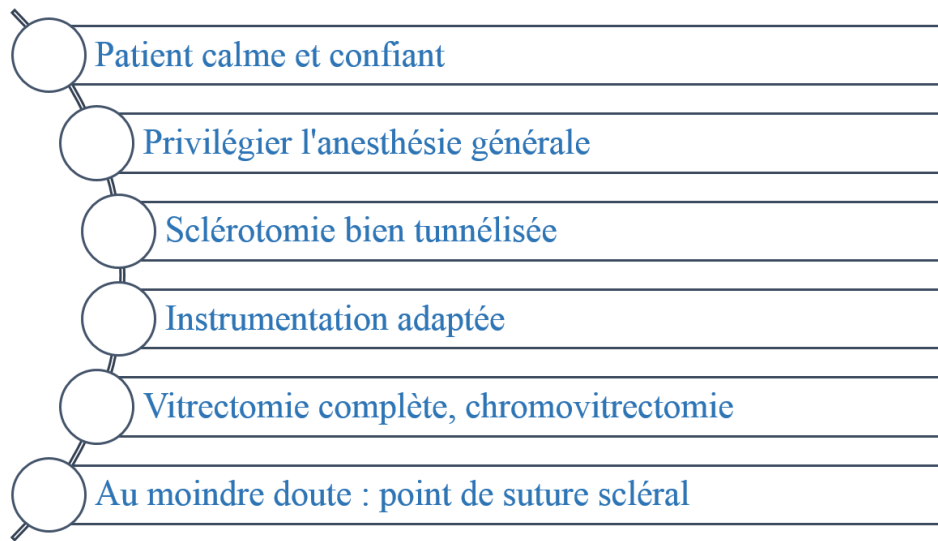 Patient calme et confiant
Privilégier l'anesthésie générale
Sclérotomie bien tunnélisée
Instrumentation adaptée
Vitrectomie complète, chromovitrectomie
Au moindre doute : point de suture scléral